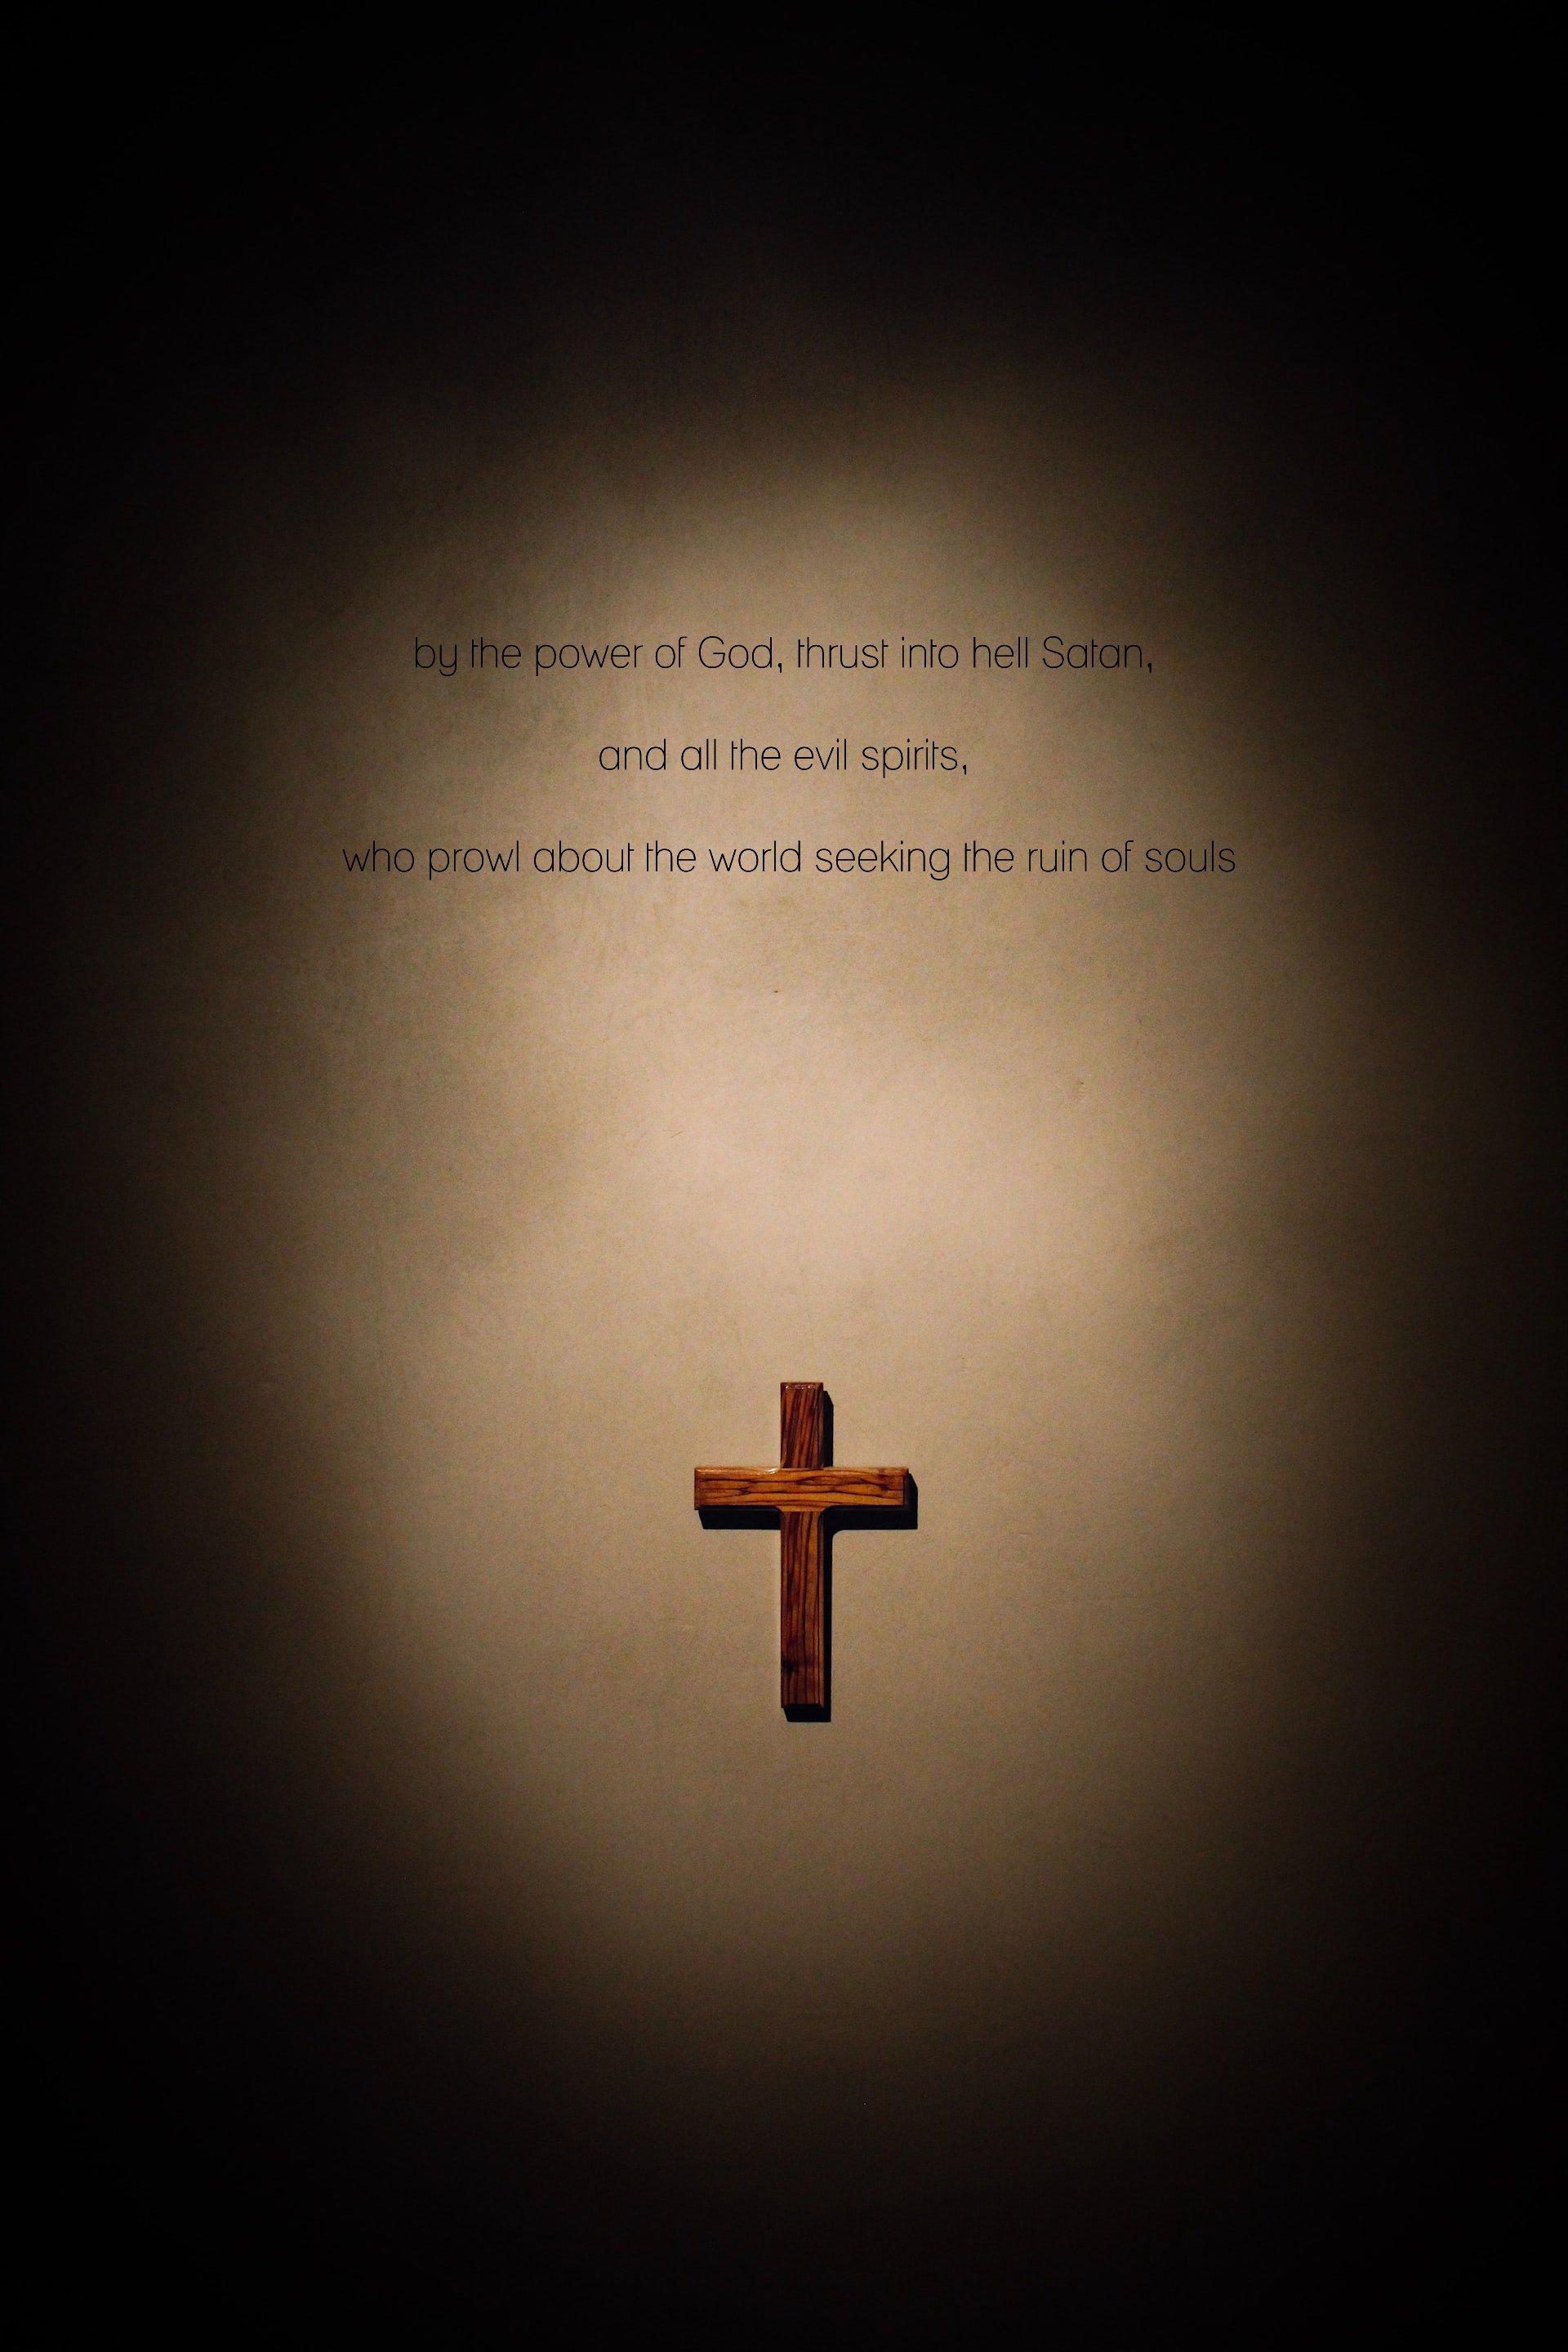 by the power of God, thrust into hell Satan,
and all the evil spirits,
who prowl about the world seeking the ruin of souls